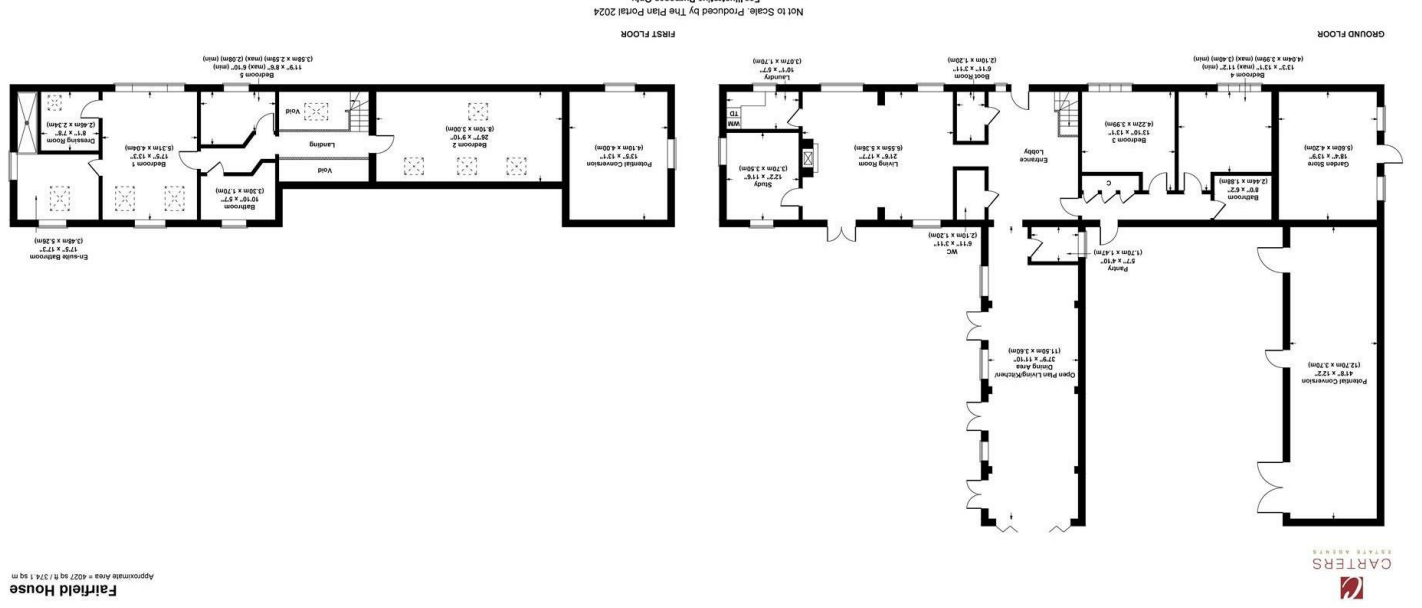 Fairfield House
Approximate Area = 4027 sq ft / 374.1 sq m
CARTERS
ESTATE AGENTS
Potential Conversion
41'8" x 12'2"
(12.70m x 3.70m)
Open Plan Living/Kitchen/
Dining Area
37'9" x 11'10"
(11.50m x 3.60m)
Pantry
5'7" x 4'10"
(1.70m x 1.47m)
WC
6'11" x 3'11"
(2.10m x 1.20m)
Garden Store
18'4" x 13'9"
(5.60m x 4.20m)
Bathroom
8'0" x 6'2"
(2.44m x 1.88m)
C
Bedroom 3
13'10" x 13'1"
(4.22m x 3.99m)
Bedroom 4
13'3" x 13'1" (max) 11'2" (min)
(4.04m x 3.99m) (max) (3.40m) (min)
Entrance
Lobby
Boot Room
6'11" x 3'11"
(2.10m x 1.20m)
Living Room
21'6" x 17'7"
(6.55m x 5.36m)
Study
12'2" x 11'6"
(3.70m x 3.50m)
WM
TD
Laundry
10'1" x 5'7"
(3.07m x 1.70m)
GROUND FLOOR
Potential Conversion
13'5" x 13'1"
(4.10m x 4.00m)
Bedroom 2
26'7" x 9'10"
(8.10m x 3.00m)
Void
Landing
Void
Bathroom
10'10" x 5'7"
(3.30m x 1.70m)
Bedroom 5
11'9" x 8'6" (max) 6'10" (min)
(3.58m x 2.59m) (max) (2.08m) (min)
Bedroom 1
17'5" x 13'3"
(5.31m x 4.04m)
Dressing Room
8'1" x 7'8"
(2.46m x 2.34m)
En-suite Bathroom
17'5" x 17'3"
(3.48m x 5.26m)
FIRST FLOOR
Not to Scale. Produced by The Plan Portal 2024
For Illustrative Purposes Only.